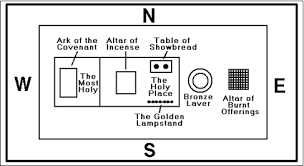 N
Ark of the
Covenant
Altar of
Incense
Table of
Showbread
W
The
Most
Holy
The
Holy
Place
Bronze
Laver
Altar of
Burnt
Offerings
E
The Golden
Lampstand
S